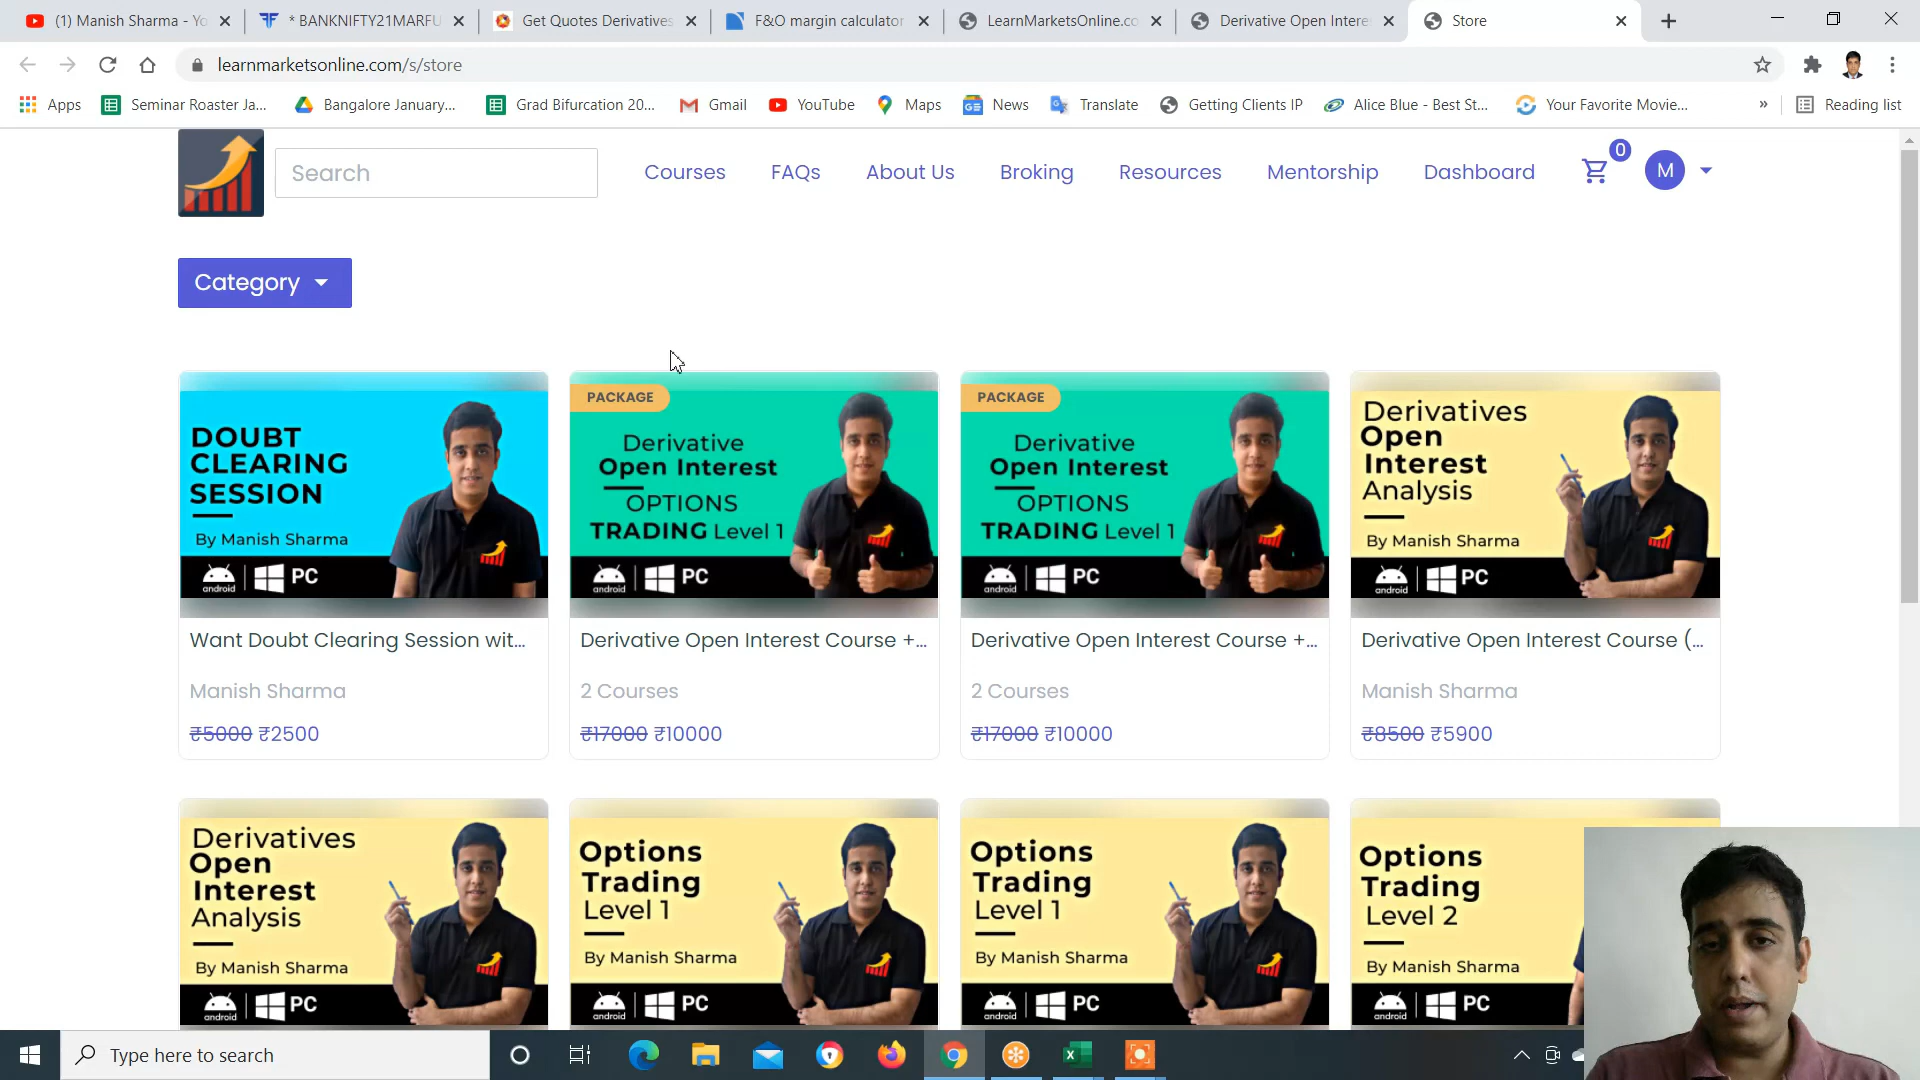 (1) Manish Sharma - Yo
* BANKNIFTY21MARFU
Get Quotes Derivatives
F&O margin calculator
LearnMarketsOnline.co
Derivative Open Intere
Store
learnmarketsonline.com/s/store
Apps
Seminar Roaster Ja...
Bangalore January...
Grad Bifurcation 20...
Gmail
YouTube
Maps
News
Translate
Getting Clients IP
Alice Blue - Best St...
Your Favorite Movie...
»
Reading list
Search
Courses
FAQs
About Us
Broking
Resources
Mentorship
Dashboard
0
M
Category
DOUBT
CLEARING
SESSION
By Manish Sharma
android
PC
Want Doubt Clearing Session wit...
Manish Sharma
₹5000 ₹2500
PACKAGE
Derivative
Open Interest
OPTIONS
TRADING Level 1
android
PC
Derivative Open Interest Course +...
2 Courses
₹17000 ₹10000
PACKAGE
Derivative
Open Interest
OPTIONS
TRADING Level 1
android
PC
Derivative Open Interest Course +...
2 Courses
₹17000 ₹10000
Derivatives
Open
Interest
Analysis
By Manish Sharma
android
PC
Derivative Open Interest Course (...
Manish Sharma
₹8500 ₹5900
Derivatives
Open
Interest
Analysis
By Manish Sharma
android
PC
Options
Trading
Level 1
By Manish Sharma
android
PC
Options
Trading
Level 1
By Manish Sharma
android
PC
Options
Trading
Level 2
By Manish Sharma
android
PC
Type here to search